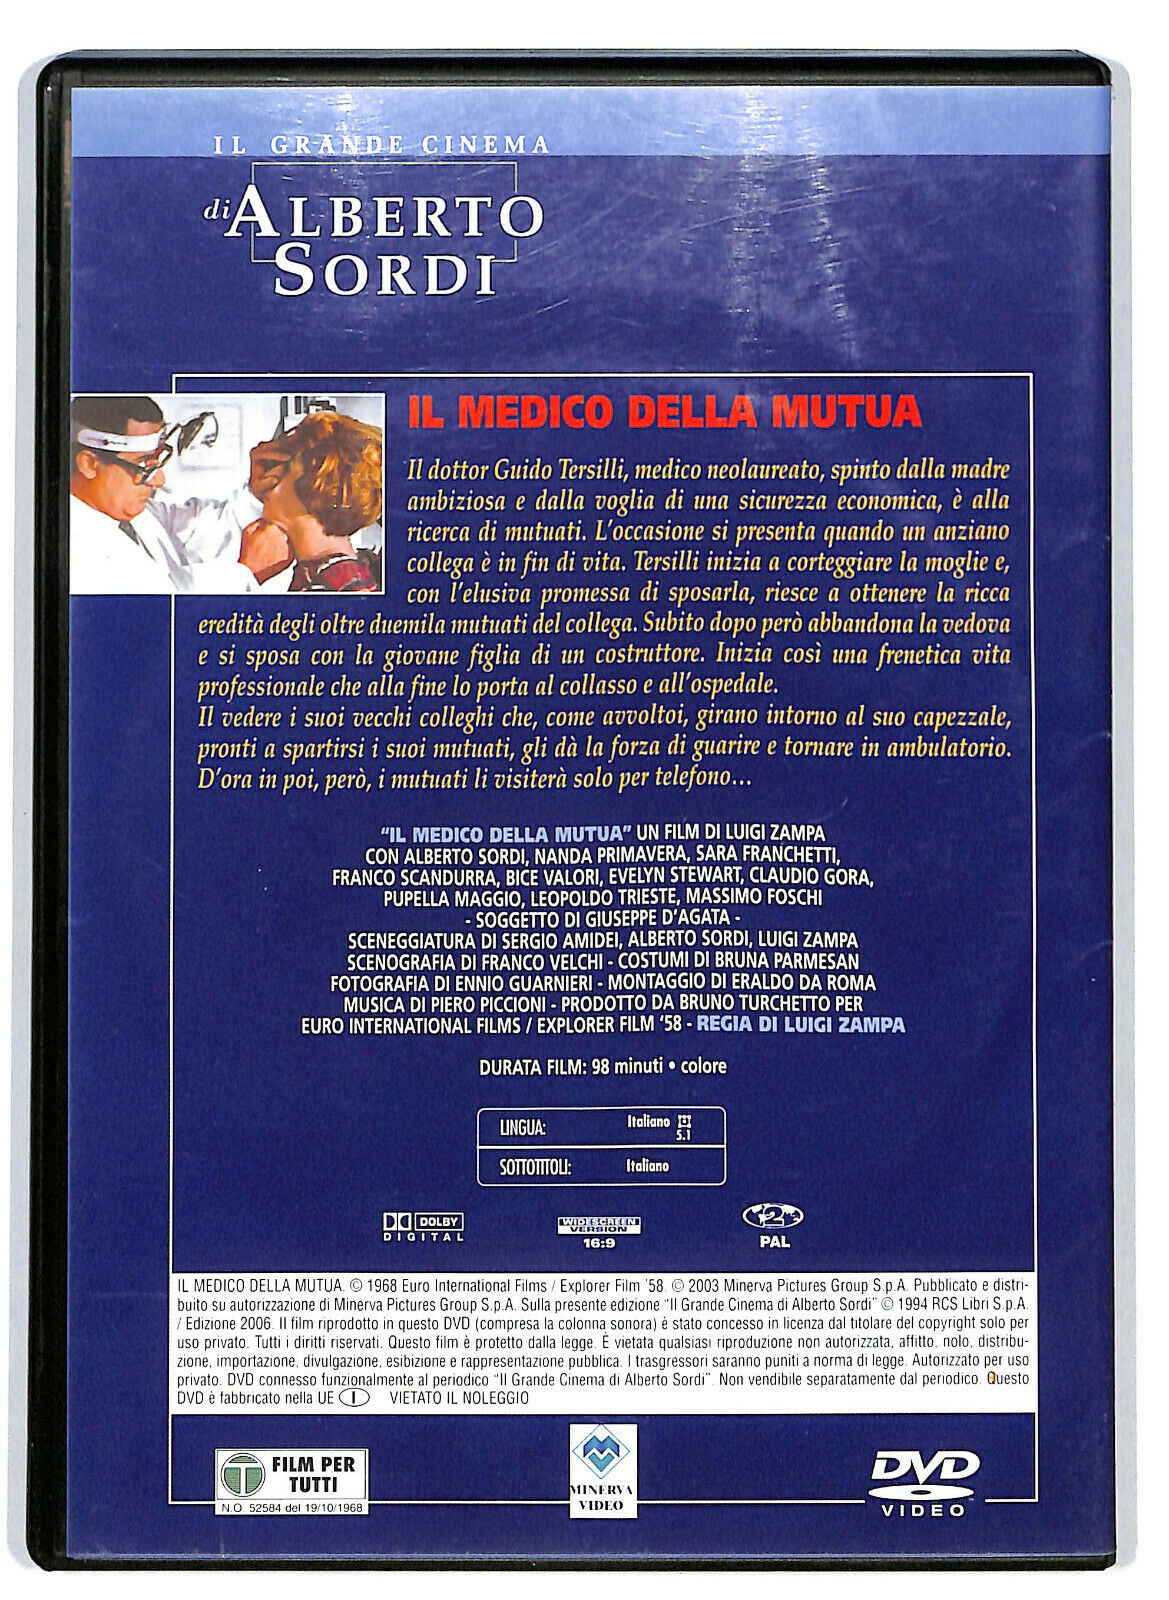 IL GRANDE CINEMA
di ALBERTO
SORDI
IL MEDICO DELLA MUTUA
Il dottor Guido Tersilli, medico neolaureato, spinto dalla madre
ambiziosa e dalla voglia di una sicurezza economica, è alla
ricerca di mutuati. L'occasione si presenta quando un anziano
collega è in fin di vita. Tersilli inizia a corteggiare la moglie e,
con l'elusiva promessa di sposarla, riesce a ottenere la ricca
eredità degli oltre duemila mutuati del collega. Subito dopo però abbandona la vedova
e si sposa con la giovane figlia di un costruttore. Inizia così una frenetica vita
professionale che alla fine lo porta al collasso e all'ospedale.
Il vedere i suoi vecchi colleghi che, come avvoltoi, girano intorno al suo capezzale,
pronti a spartirsi i suoi mutuati, gli dà la forza di guarire e tornare in ambulatorio.
D'ora in poi, però, i mutuati li visiterà solo per telefono...
"IL MEDICO DELLA MUTUA" UN FILM DI LUIGI ZAMPA
CON ALBERTO SORDI, NANDA PRIMAVERA, SARA FRANCHETTI,
FRANCO SCANDURRA, BICE VALORI, EVELYN STEWART, CLAUDIO GORA,
PUPELLA MAGGIO, LEOPOLDO TRIESTE, MASSIMO FOSCHI
- SOGGETTO DI GIUSEPPE D'AGATA -
SCENEGGIATURA DI SERGIO AMIDEI, ALBERTO SORDI, LUIGI ZAMPA
SCENOGRAFIA DI FRANCO VELCHI - COSTUMI DI BRUNA PARMESAN
FOTOGRAFIA DI ENNIO GUARNIERI - MONTAGGIO DI ERALDO DA ROMA
MUSICA DI PIERO PICCIONI - PRODOTTO DA BRUNO TURCHETTO PER
EURO INTERNATIONAL FILMS / EXPLORER FILM '58 - REGIA DI LUIGI ZAMPA
DURATA FILM: 98 minuti • colore
LINGUA: Italiano 5.1
SOTTOTITOLI: Italiano
DOLBY
DIGITAL
WIDESCREEN
VERSION
16:9
2
PAL
IL MEDICO DELLA MUTUA. © 1968 Euro International Films / Explorer Film '58. © 2003 Minerva Pictures Group S.p.A. Pubblicato e distri-
buito su autorizzazione di Minerva Pictures Group S.p.A. Sulla presente edizione "Il Grande Cinema di Alberto Sordi" © 1994 RCS Libri S.p.A.
/ Edizione 2006. Il film riprodotto in questo DVD (compresa la colonna sonora) è stato concesso in licenza dal titolare del copyright solo per
uso privato. Tutti i diritti riservati. Questo film è protetto dalla legge. È vietata qualsiasi riproduzione non autorizzata, affitto, nolo, distribu-
zione, importazione, divulgazione, esibizione e rappresentazione pubblica. I trasgressori saranno puniti a norma di legge. Autorizzato per uso
privato. DVD connesso funzionalmente al periodico "Il Grande Cinema di Alberto Sordi". Non vendibile separatamente dal periodico. Questo
DVD è fabbricato nella UE I VIETATO IL NOLEGGIO
T FILM PER
TUTTI
N.O. 52584 del 19/10/1968
MINERVA
VIDEO
DVD
VIDEO